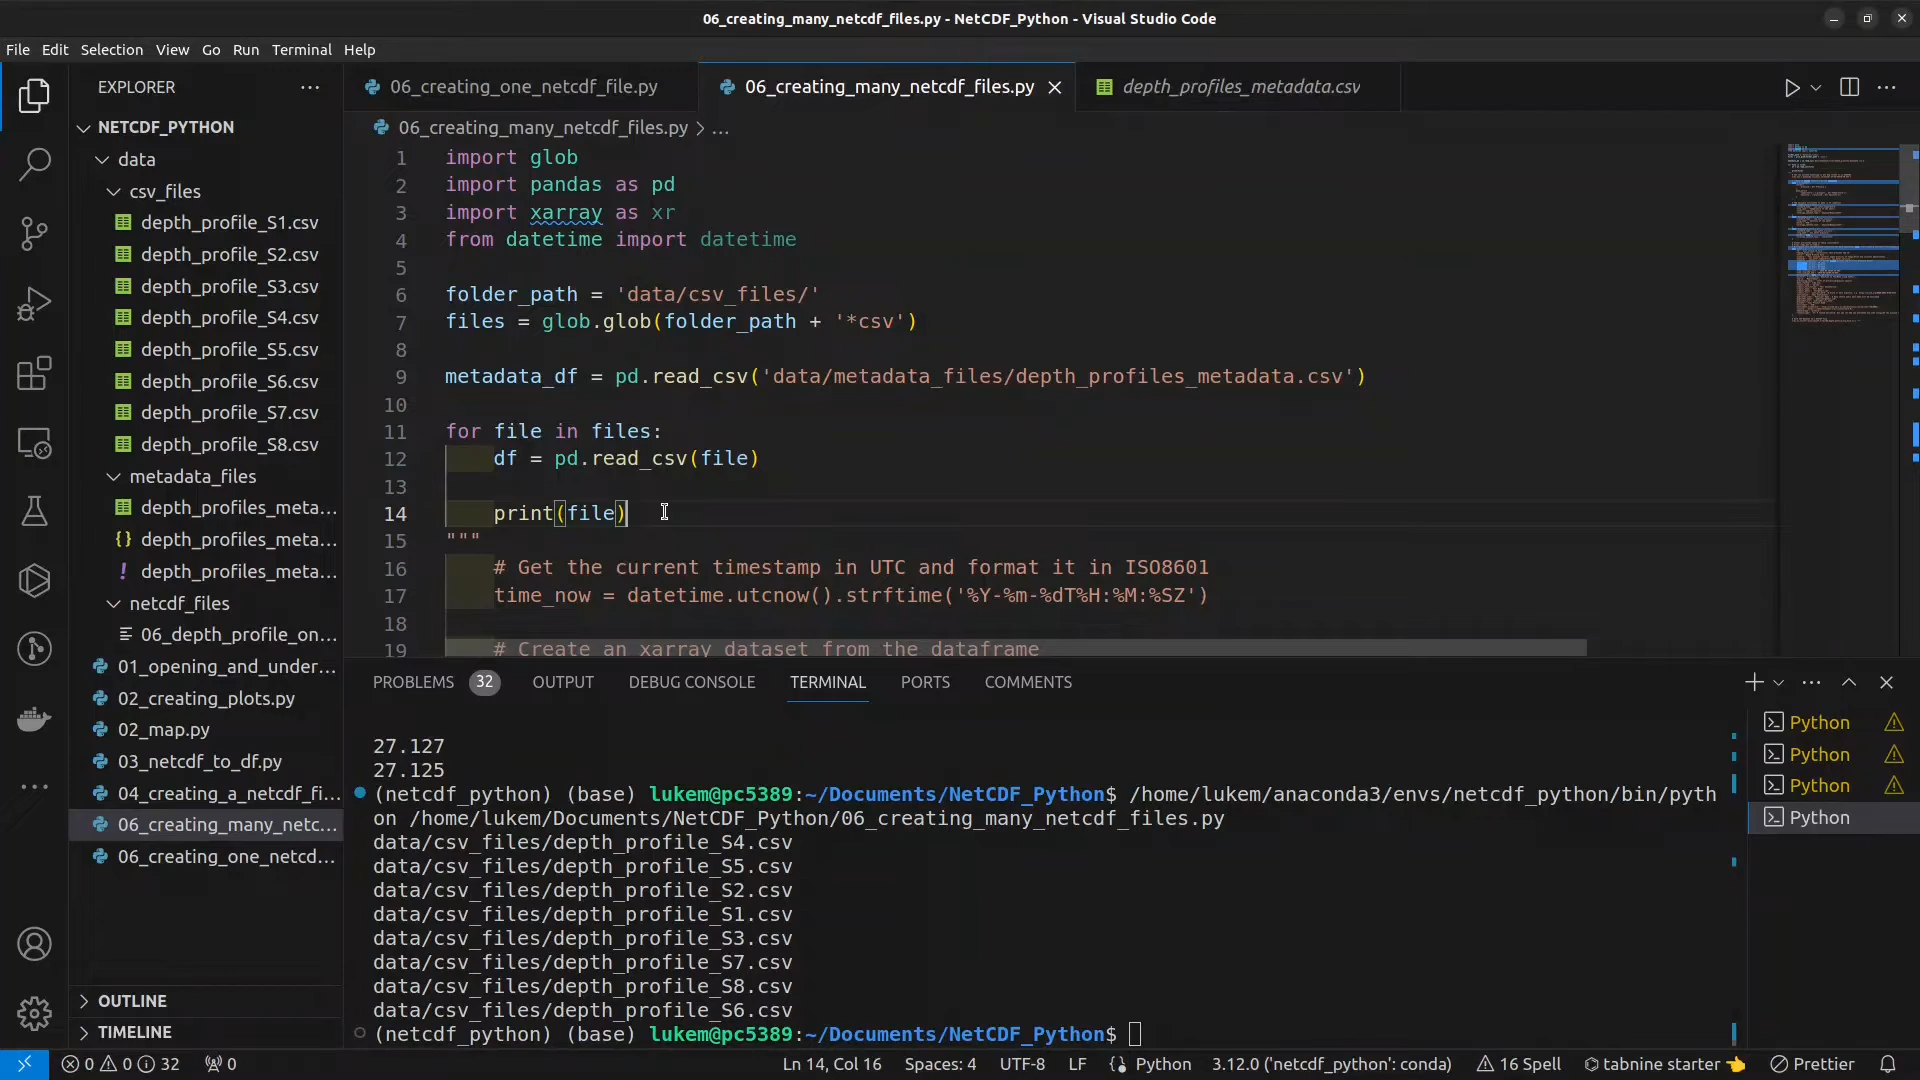 06_creating_many_netcdf_files.py - NetCDF_Python - Visual Studio Code
File Edit Selection View Go Run Terminal Help
EXPLORER
NETCDF_PYTHON
data
csv_files
depth_profile_S1.csv
depth_profile_S2.csv
depth_profile_S3.csv
depth_profile_S4.csv
depth_profile_S5.csv
depth_profile_S6.csv
depth_profile_S7.csv
depth_profile_S8.csv
metadata_files
depth_profiles_meta...
{} depth_profiles_meta...
! depth_profiles_meta...
netcdf_files
06_depth_profile_on...
01_opening_and_under...
02_creating_plots.py
02_map.py
03_netcdf_to_df.py
04_creating_a_netcdf_fi...
06_creating_many_netc...
06_creating_one_netcd...
OUTLINE
TIMELINE
06_creating_one_netcdf_file.py 06_creating_many_netcdf_files.py depth_profiles_metadata.csv
06_creating_many_netcdf_files.py > ...
1 import glob
2 import pandas as pd
3 import xarray as xr
4 from datetime import datetime
5
6 folder_path = 'data/csv_files/'
7 files = glob.glob(folder_path + '*csv')
8
9 metadata_df = pd.read_csv('data/metadata_files/depth_profiles_metadata.csv')
10
11 for file in files:
12 df = pd.read_csv(file)
13
14 print(file)
15 """
16 # Get the current timestamp in UTC and format it in ISO8601
17 time_now = datetime.utcnow().strftime('%Y-%m-%dT%H:%M:%SZ')
18
19 # Create an xarray dataset from the dataframe
PROBLEMS 32 OUTPUT DEBUG CONSOLE TERMINAL PORTS COMMENTS
27.127
27.125
(netcdf_python) (base) lukem@pc5389:~/Documents/NetCDF_Python$ /home/lukem/anaconda3/envs/netcdf_python/bin/pyth
on /home/lukem/Documents/NetCDF_Python/06_creating_many_netcdf_files.py
data/csv_files/depth_profile_S4.csv
data/csv_files/depth_profile_S5.csv
data/csv_files/depth_profile_S2.csv
data/csv_files/depth_profile_S1.csv
data/csv_files/depth_profile_S3.csv
data/csv_files/depth_profile_S7.csv
data/csv_files/depth_profile_S8.csv
data/csv_files/depth_profile_S6.csv
(netcdf_python) (base) lukem@pc5389:~/Documents/NetCDF_Python$
Python
Python
Python
Python
0 0 32 0 Ln 14, Col 16 Spaces: 4 UTF-8 LF {} Python 3.12.0 ('netcdf_python': conda) 16 Spell tabnine starter 👈 Prettier